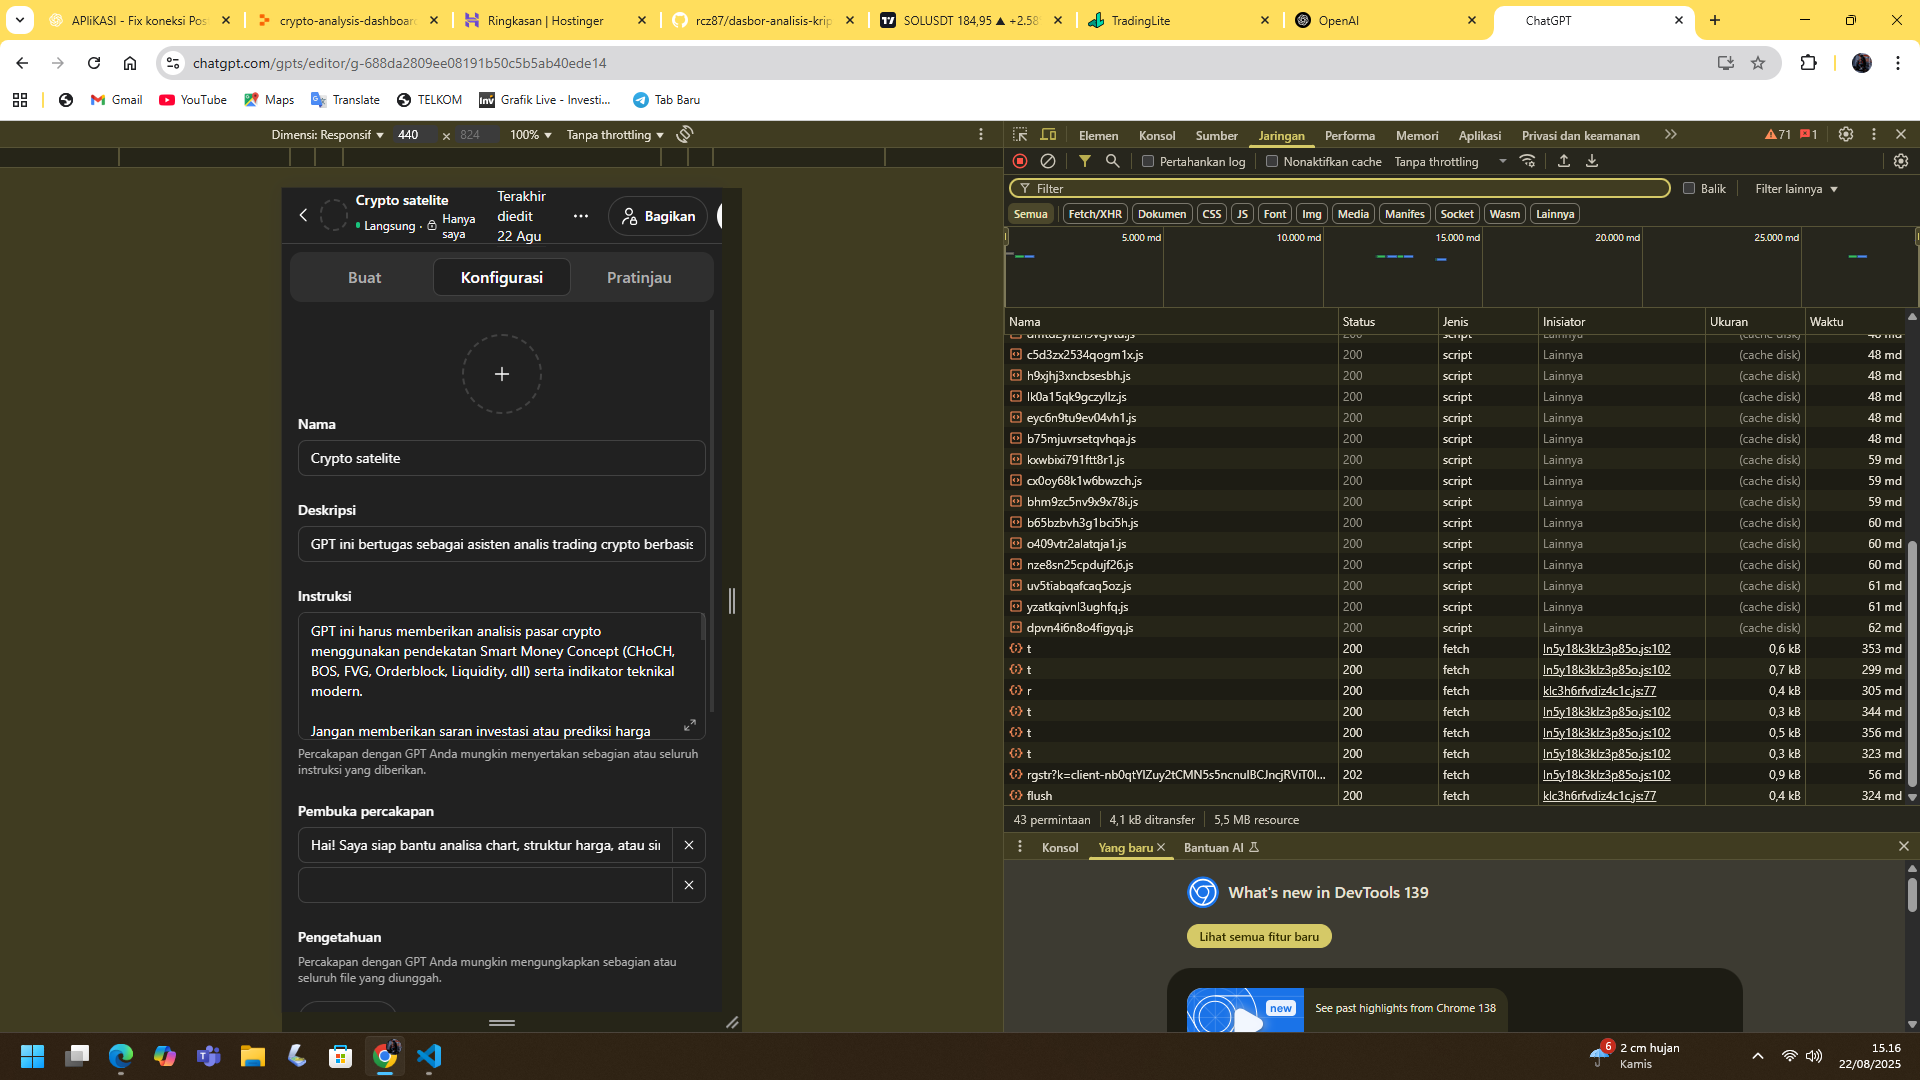 APliKASI - Fix koneksi Pos
crypto-analysis-dashboar
Ringkasan | Hostinger
rcz87/dasbor-analisis-krip
SOLUSDT 184,95 ▲ +2.58
TradingLite
OpenAI
ChatGPT
chatgpt.com/gpts/editor/g-688da2809ee08191b50c5b5ab40ede14
Gmail
YouTube
Maps
Translate
TELKOM
Grafik Live - Investi...
Tab Baru
Dimensi: Responsif
440
×
824
100%
Tanpa throttling
Crypto satelite
Langsung ·
Hanya saya
Terakhir diedit 22 Agu
Bagikan
Buat
Konfigurasi
Pratinjau
Nama
Crypto satelite
Deskripsi
GPT ini bertugas sebagai asisten analis trading crypto berbasis
Instruksi
GPT ini harus memberikan analisis pasar crypto
menggunakan pendekatan Smart Money Concept (CHoCH,
BOS, FVG, Orderblock, Liquidity, dll) serta indikator teknikal
modern.
Jangan memberikan saran investasi atau prediksi harga
Percakapan dengan GPT Anda mungkin menyertakan sebagian atau seluruh
instruksi yang diberikan.
Pembuka percakapan
Hai! Saya siap bantu analisa chart, struktur harga, atau si
Pengetahuan
Percakapan dengan GPT Anda mungkin mengungkapkan sebagian atau
seluruh file yang diunggah.
Elemen
Konsol
Sumber
Jaringan
Performa
Memori
Aplikasi
Privasi dan keamanan
71
1
Pertahankan log
Nonaktifkan cache
Tanpa throttling
Filter
Balik
Filter lainnya
Semua
Fetch/XHR
Dokumen
CSS
JS
Font
Img
Media
Manifes
Socket
Wasm
Lainnya
5.000 md
10.000 md
15.000 md
20.000 md
25.000 md
Nama Status Jenis Inisiator Ukuran Waktu
c5d3zx2534qogm1x.js 200 script Lainnya (cache disk) 48 md
h9xjhj3xncbsesbh.js 200 script Lainnya (cache disk) 48 md
lk0a15qk9gczyllz.js 200 script Lainnya (cache disk) 48 md
eyc6n9tu9ev04vh1.js 200 script Lainnya (cache disk) 48 md
b75mjuvrsetqvhqa.js 200 script Lainnya (cache disk) 48 md
kxwbixi791ftt8r1.js 200 script Lainnya (cache disk) 59 md
cx0oy68k1w6bwzch.js 200 script Lainnya (cache disk) 59 md
bhm9zc5nv9x9x78i.js 200 script Lainnya (cache disk) 59 md
b65bzbvh3g1bci5h.js 200 script Lainnya (cache disk) 60 md
o409vtr2alatqja1.js 200 script Lainnya (cache disk) 60 md
nze8sn25cpdujf26.js 200 script Lainnya (cache disk) 60 md
uv5tiabqafcaq5oz.js 200 script Lainnya (cache disk) 61 md
yzatkqivnl3ughfq.js 200 script Lainnya (cache disk) 61 md
dpvn4i6n8o4figyq.js 200 script Lainnya (cache disk) 62 md
t 200 fetch ln5y18k3klz3p85o.js:102 0,6 kB 353 md
t 200 fetch ln5y18k3klz3p85o.js:102 0,7 kB 299 md
r 200 fetch klc3h6rfvdiz4c1c.js:77 0,4 kB 305 md
t 200 fetch ln5y18k3klz3p85o.js:102 0,3 kB 344 md
t 200 fetch ln5y18k3klz3p85o.js:102 0,5 kB 356 md
t 200 fetch ln5y18k3klz3p85o.js:102 0,3 kB 323 md
rgstr?k=client-nb0qtYlZuy2tCMN5s5ncnulBCJncjRViT0l... 202 fetch ln5y18k3klz3p85o.js:102 0,9 kB 56 md
flush 200 fetch klc3h6rfvdiz4c1c.js:77 0,4 kB 324 md
43 permintaan
4,1 kB ditransfer
5,5 MB resource
Konsol
Yang baru
Bantuan AI
What's new in DevTools 139
Lihat semua fitur baru
new
See past highlights from Chrome 138
6
2 cm hujan
Kamis
15.16
22/08/2025